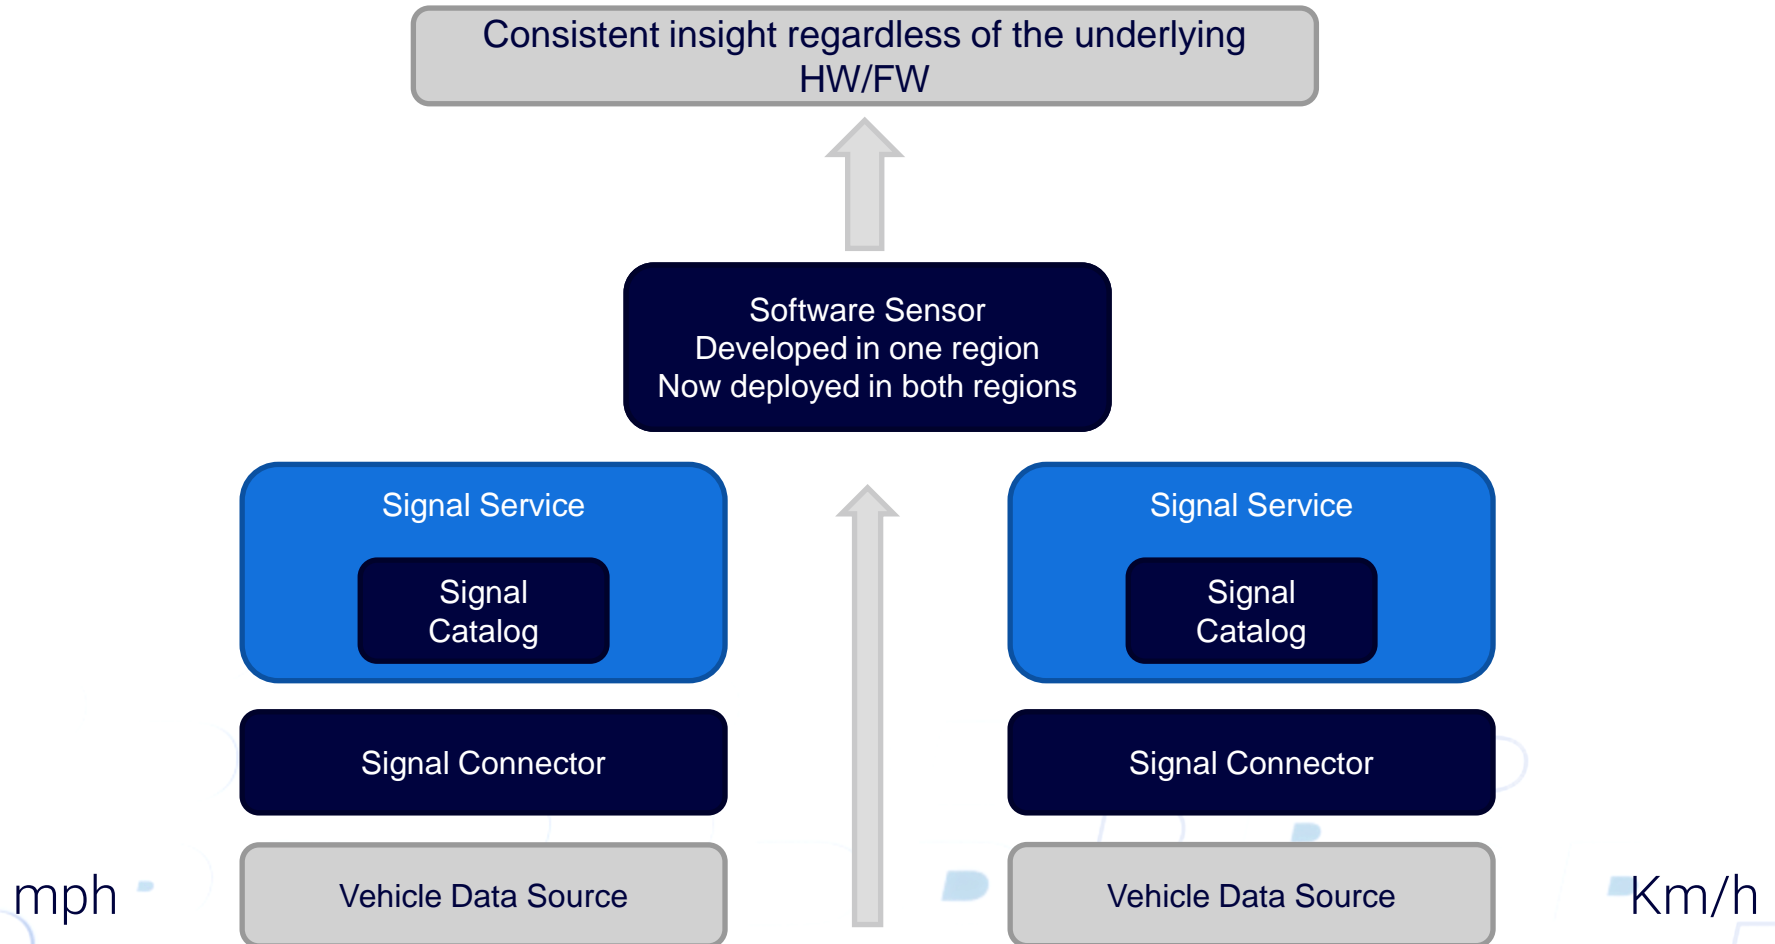 Consistent insight regardless of the underlying
HW/FW
Software Sensor
Developed in one region
Now deployed in both regions
Signal Service
Signal
Catalog
Signal Connector
mph
Vehicle Data Source
Signal Service
Signal
Catalog
Signal Connector
Vehicle Data Source
Km/h